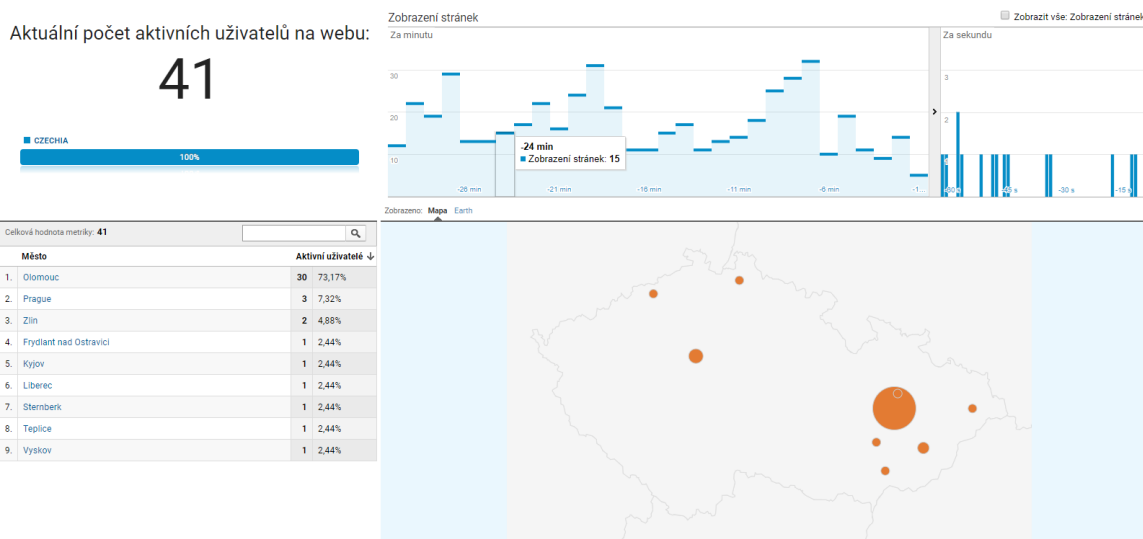 Aktuální počet aktivních uživatelů na webu:
41
CZECHIA
100%
Zobrazení stránek
Zobrazit vše: Zobrazení stránek
Za minutu
Za sekundu
30
20
10
-24 min
Zobrazení stránek: 15
-26 min
-21 min
-16 min
-11 min
-6 min
-1...
3
2
-45 s
-30 s
-15 s
Zobrazeno: Mapa Earth
Celková hodnota metriky: 41
Město Aktivní uživatelé
1. Olomouc 30 73,17%
2. Prague 3 7,32%
3. Zlin 2 4,88%
4. Frydlant nad Ostravici 1 2,44%
5. Kyjov 1 2,44%
6. Liberec 1 2,44%
7. Sternberk 1 2,44%
8. Teplice 1 2,44%
9. Vyskov 1 2,44%